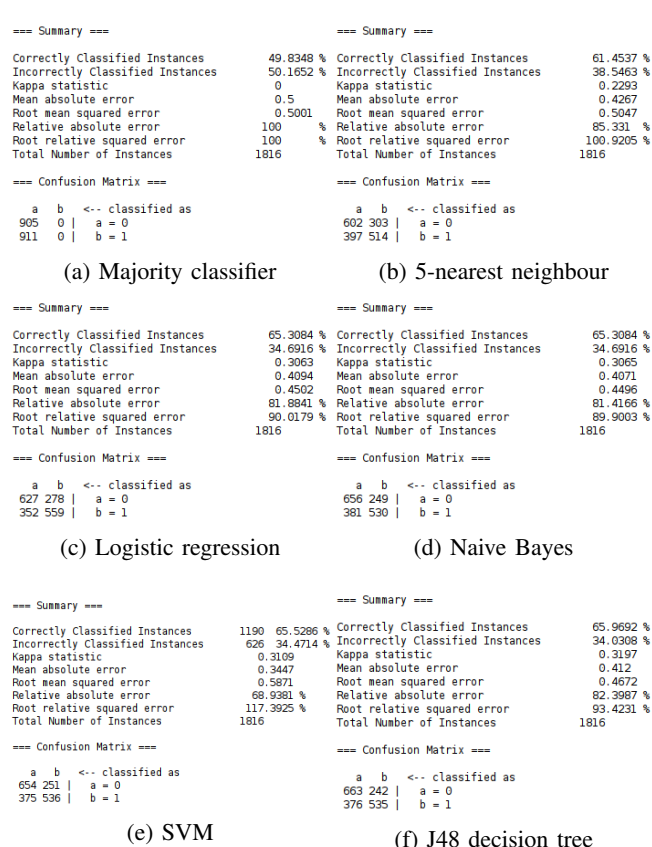 === Summary ===
Correctly Classified Instances 49.8348 %
Incorrectly Classified Instances 50.1652 %
Kappa statistic 0
Mean absolute error 0.5
Root mean squared error 0.5001
Relative absolute error 100 %
Root relative squared error 100 %
Total Number of Instances 1816
=== Confusion Matrix ===
a b <-- classified as
905 0 | a = 0
911 0 | b = 1
(a) Majority classifier
=== Summary ===
Correctly Classified Instances 61.4537 %
Incorrectly Classified Instances 38.5463 %
Kappa statistic 0.2293
Mean absolute error 0.4267
Root mean squared error 0.5047
Relative absolute error 85.331 %
Root relative squared error 100.9205 %
Total Number of Instances 1816
=== Confusion Matrix ===
a b <-- classified as
602 303 | a = 0
397 514 | b = 1
(b) 5-nearest neighbour
=== Summary ===
Correctly Classified Instances 65.3084 %
Incorrectly Classified Instances 34.6916 %
Kappa statistic 0.3063
Mean absolute error 0.4094
Root mean squared error 0.4502
Relative absolute error 81.8841 %
Root relative squared error 90.0179 %
Total Number of Instances 1816
=== Confusion Matrix ===
a b <-- classified as
627 278 | a = 0
352 559 | b = 1
(c) Logistic regression
=== Summary ===
Correctly Classified Instances 65.3084 %
Incorrectly Classified Instances 34.6916 %
Kappa statistic 0.3065
Mean absolute error 0.4071
Root mean squared error 0.4496
Relative absolute error 81.4166 %
Root relative squared error 89.9003 %
Total Number of Instances 1816
=== Confusion Matrix ===
a b <-- classified as
656 249 | a = 0
381 530 | b = 1
(d) Naive Bayes
=== Summary ===
Correctly Classified Instances 1190 65.5286 %
Incorrectly Classified Instances 626 34.4714 %
Kappa statistic 0.3109
Mean absolute error 0.3447
Root mean squared error 0.5871
Relative absolute error 68.9381 %
Root relative squared error 117.3925 %
Total Number of Instances 1816
=== Confusion Matrix ===
a b <-- classified as
654 251 | a = 0
375 536 | b = 1
(e) SVM
=== Summary ===
Correctly Classified Instances 65.9692 %
Incorrectly Classified Instances 34.0308 %
Kappa statistic 0.3197
Mean absolute error 0.412
Root mean squared error 0.4672
Relative absolute error 82.3987 %
Root relative squared error 93.4231 %
Total Number of Instances 1816
=== Confusion Matrix ===
a b <-- classified as
663 242 | a = 0
376 535 | b = 1
(f) J48 decision tree